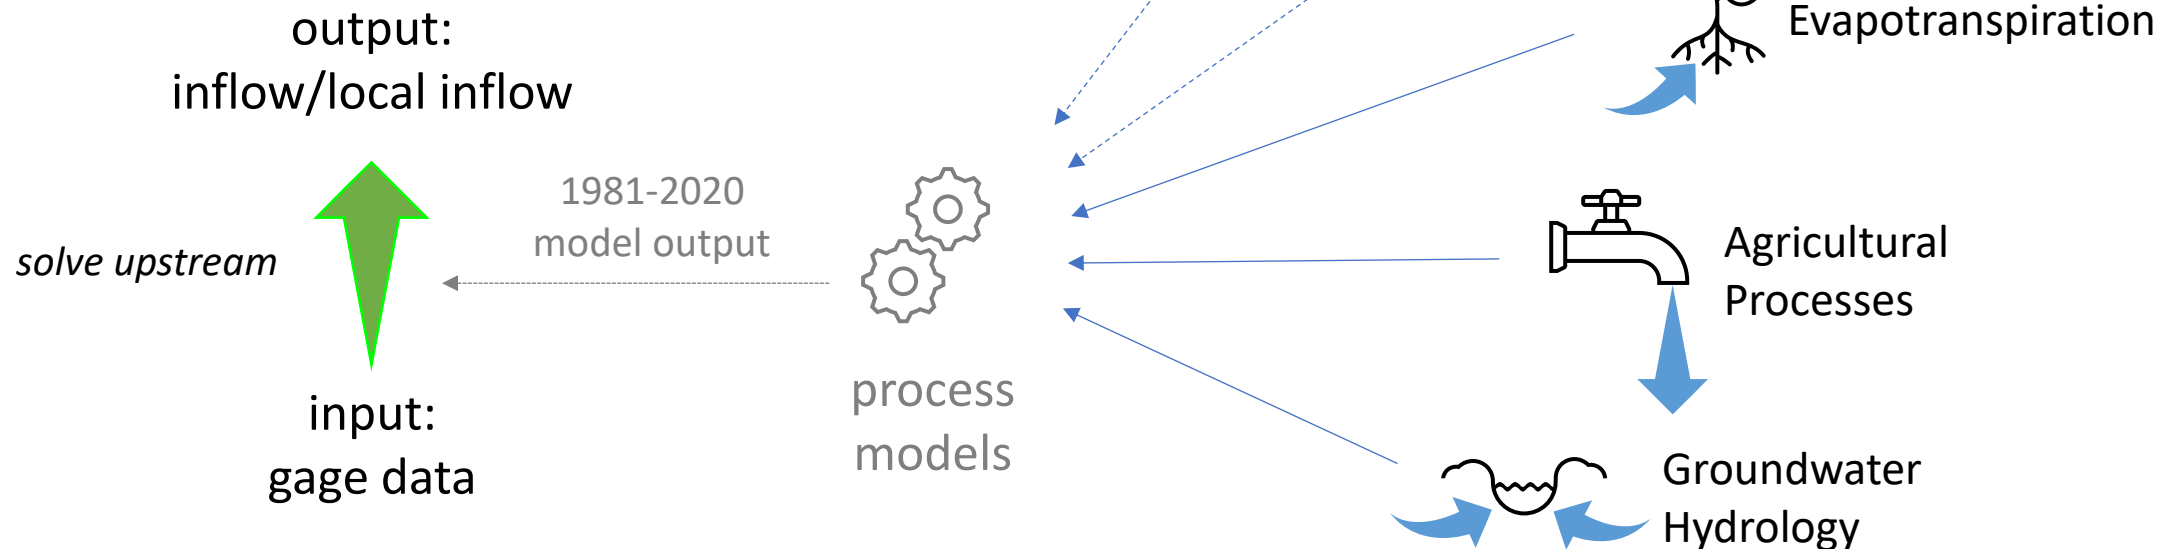 output:
inflow/local inflow
solve upstream
input:
gage data
1981-2020
model output
process
models
Evapotranspiration
Agricultural
Processes
Groundwater
Hydrology